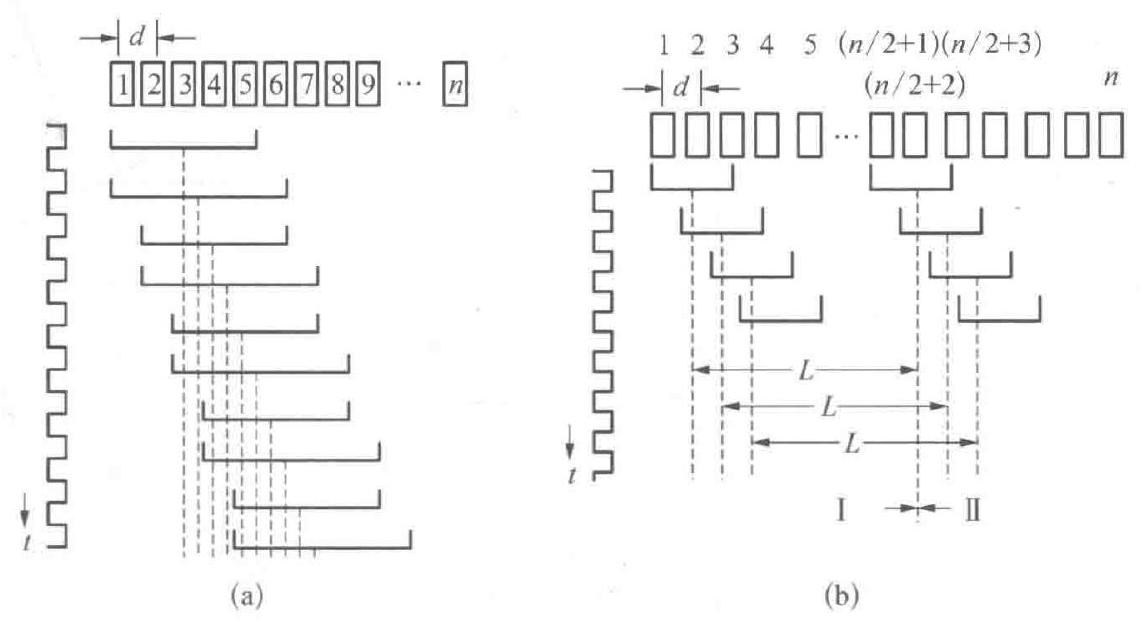 d
1 2 3 4 5 6 7 8 9 ... n
t
(a)
1 2 3 4 5 (n/2+1)(n/2+3)
d (n/2+2) n
...
L
L
L
t
I II
(b)